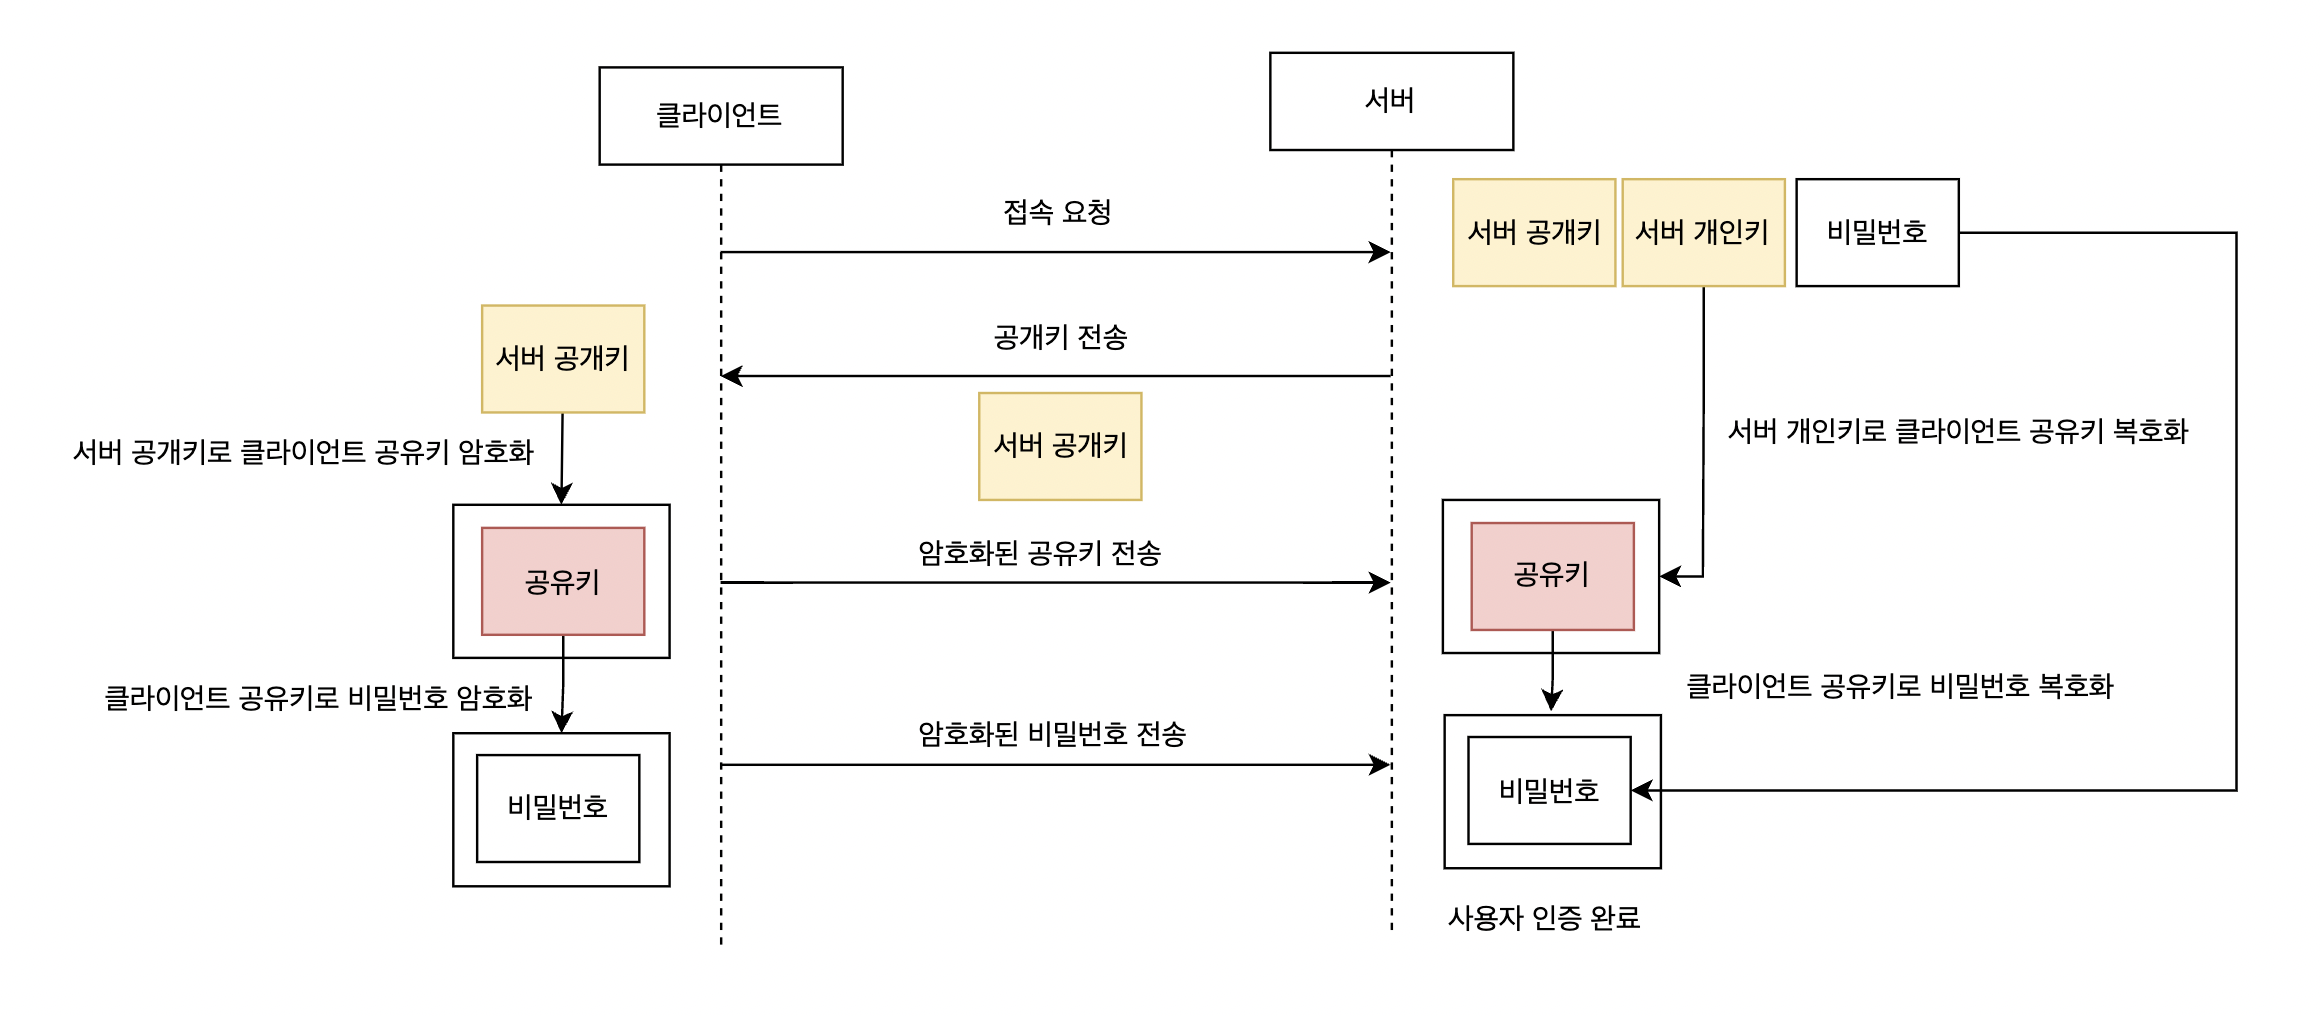 클라이언트
서버
접속 요청
서버 공개키
서버 개인키
비밀번호
공개키 전송
서버 공개키
서버 공개키
서버 공개키로 클라이언트 공유키 암호화
서버 개인키로 클라이언트 공유키 복호화
암호화된 공유키 전송
공유키
공유키
클라이언트 공유키로 비밀번호 암호화
클라이언트 공유키로 비밀번호 복호화
암호화된 비밀번호 전송
비밀번호
비밀번호
사용자 인증 완료